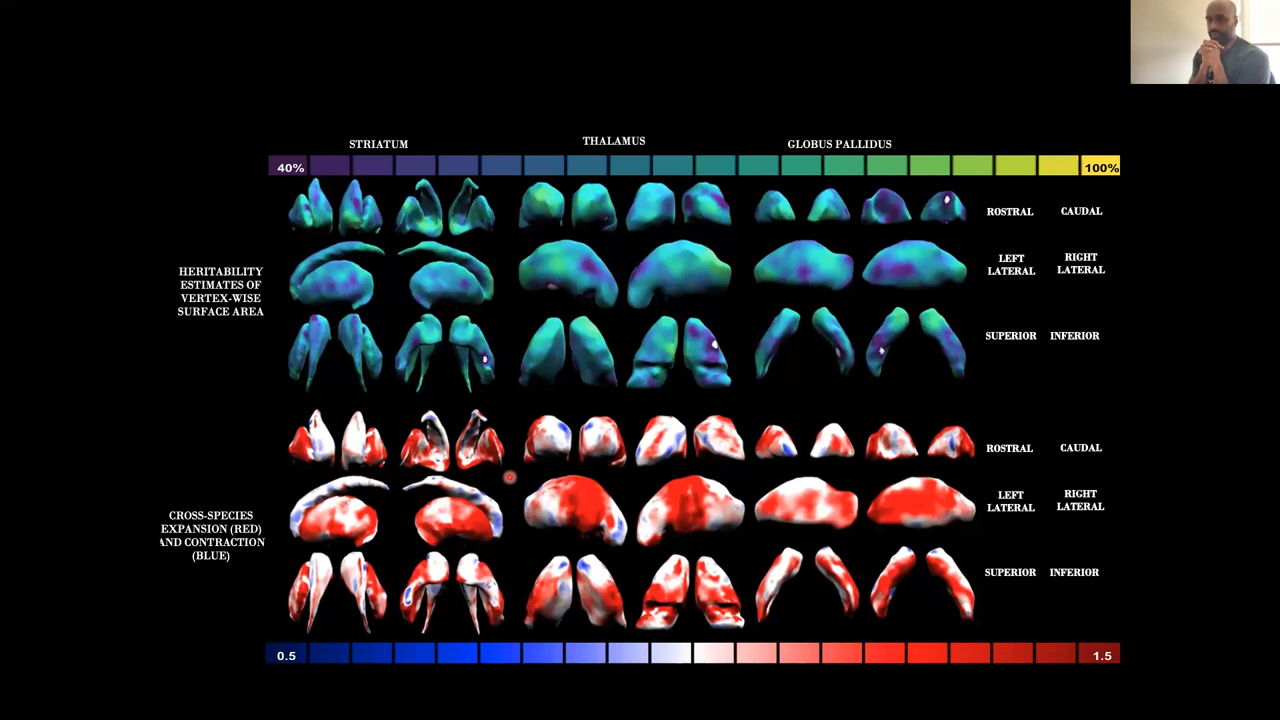 STRIATUM
THALAMUS
GLOBUS PALLIDUS
40%
100%
ROSTRAL
CAUDAL
HERITABILITY
ESTIMATES OF
VERTEX-WISE
SURFACE AREA
LEFT
LATERAL
RIGHT
LATERAL
SUPERIOR
INFERIOR
ROSTRAL
CAUDAL
CROSS-SPECIES
EXPANSION (RED)
AND CONTRACTION
(BLUE)
LEFT
LATERAL
RIGHT
LATERAL
SUPERIOR
INFERIOR
0.5
1.5